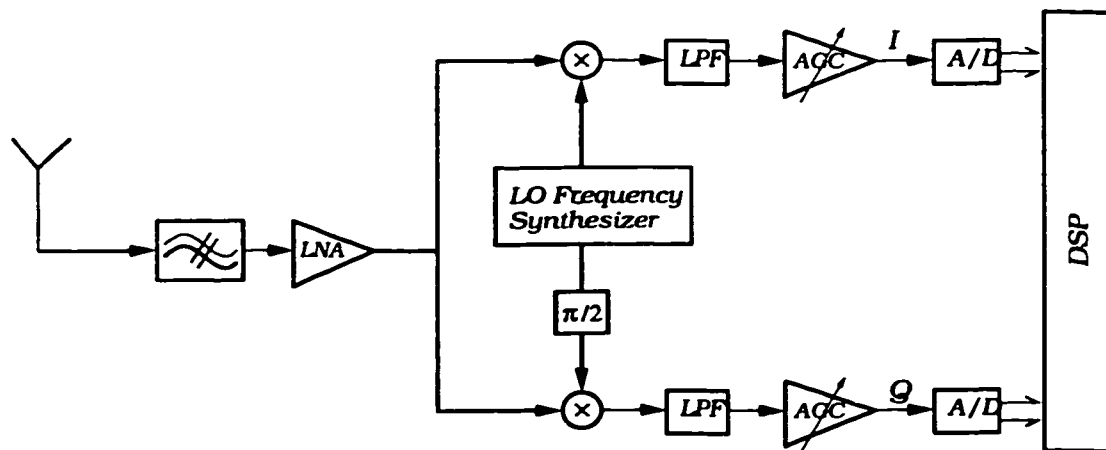 LPF
AGC
I
A/D
LO Frequency
Synthesizer
LNA
π/2
DSP
LPF
AGC
Q
A/D